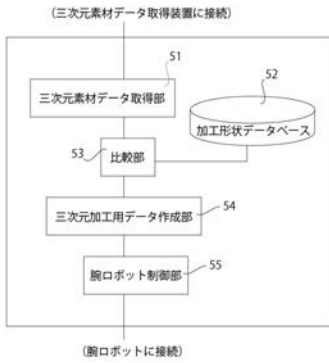 (三次元素材データ取得装置に接続)
51
三次元素材データ取得部
52
加工形状データベース
53
比較部
54
三次元加工用データ作成部
55
腕ロボット制御部
(腕ロボットに接続)